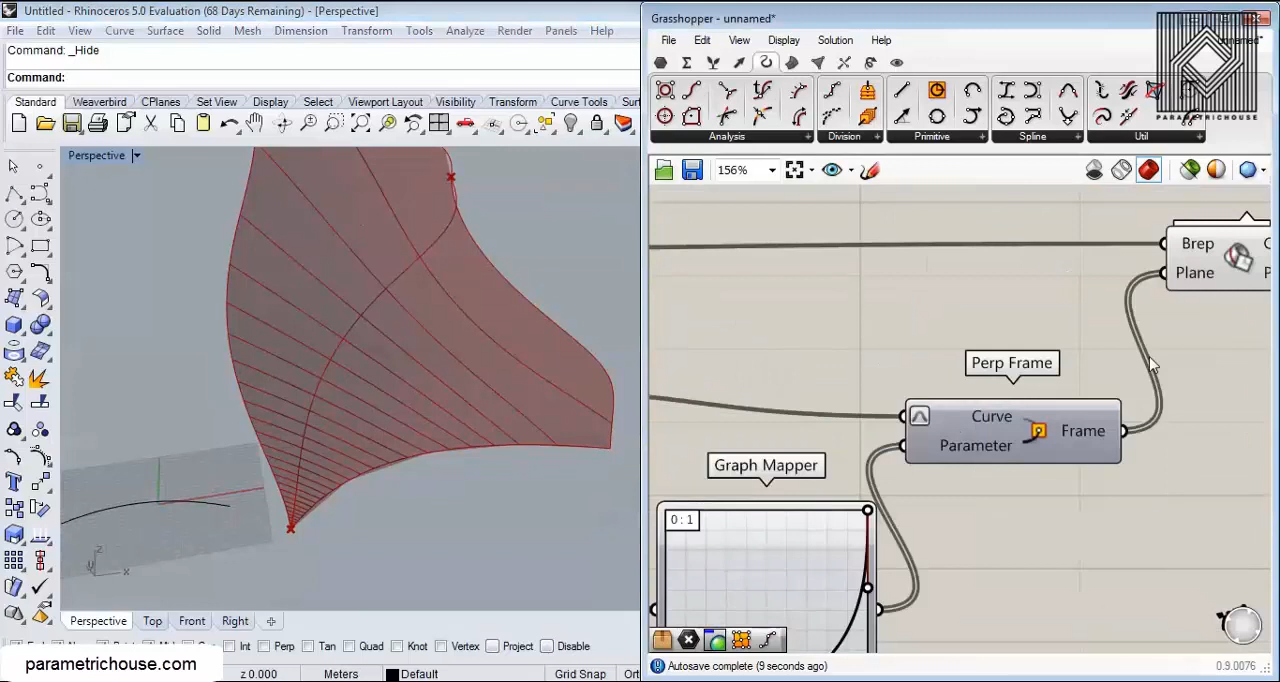 Untitled - Rhinoceros 5.0 Evaluation (68 Days Remaining) - [Perspective]
File Edit View Curve Surface Solid Mesh Dimension Transform Tools Analyze Render Panels Help
Command: _Hide
Command:
Standard Weaverbird CPlanes Set View Display Select Viewport Layout Visibility Transform Curve Tools Sur
Perspective
z
y
x
Perspective Top Front Right
Int Perp Tan Quad Knot Vertex Project Disable
parametrichouse.com
z 0.000 Meters Default Grid Snap Ort
Grasshopper - unnamed*
unnamed*
File Edit View Display Solution Help
PARAMETRICHOUSE
Analysis Division Primitive Spline Util
156%
Brep C
Plane P
Perp Frame
Curve
Parameter
Frame
Graph Mapper
0 : 1
Autosave complete (9 seconds ago)
0.9.0076